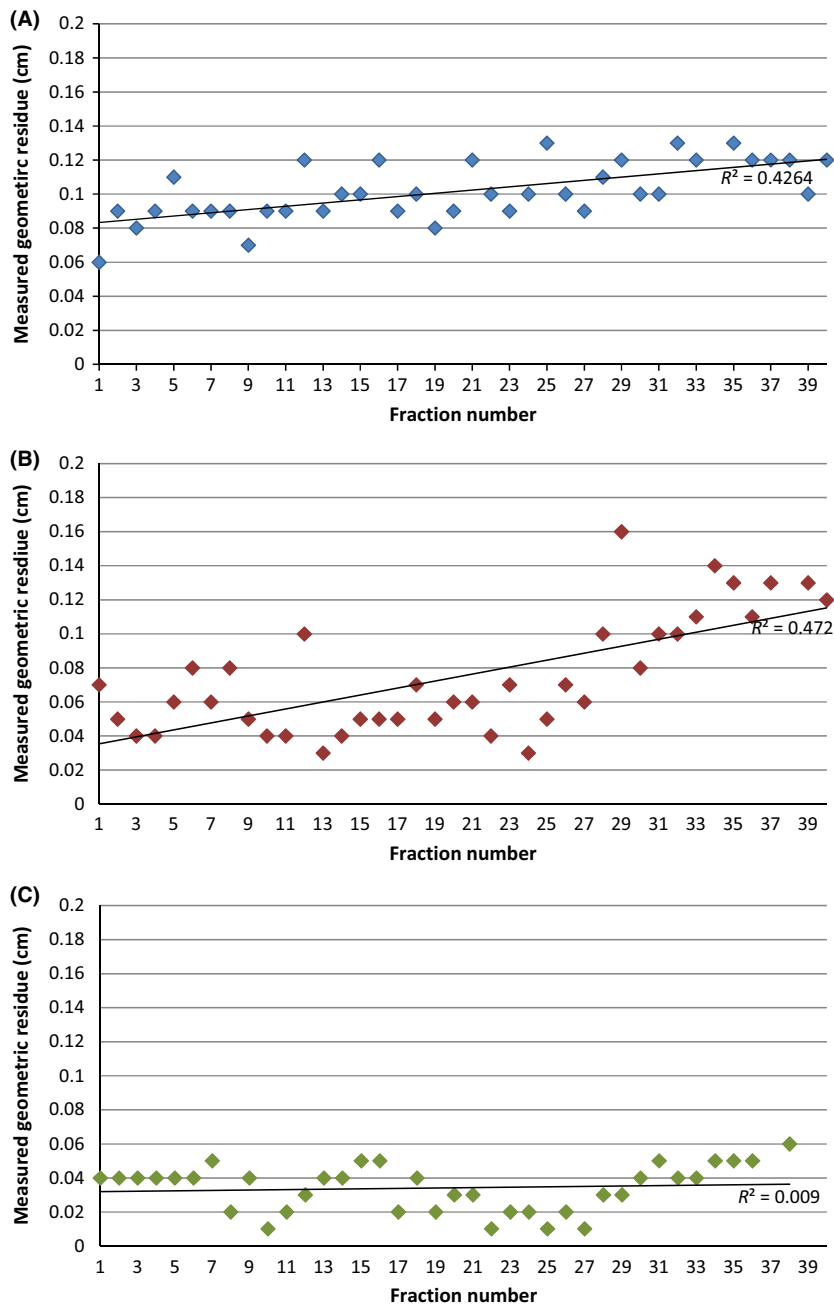 (A)
Measured geometirc residue (cm)
0.2
0.18
0.16
0.14
0.12
0.1
0.08
0.06
0.04
0.02
0
R² = 0.4264
1 3 5 7 9 11 13 15 17 19 21 23 25 27 29 31 33 35 37 39
Fraction number
(B)
Measured geometric resdiue (cm)
0.2
0.18
0.16
0.14
0.12
0.1
0.08
0.06
0.04
0.02
0
R² = 0.472
1 3 5 7 9 11 13 15 17 19 21 23 25 27 29 31 33 35 37 39
Fraction number
(C)
Measured geometric residue (cm)
0.2
0.18
0.16
0.14
0.12
0.1
0.08
0.06
0.04
0.02
0
R² = 0.009
1 3 5 7 9 11 13 15 17 19 21 23 25 27 29 31 33 35 37 39
Fraction number